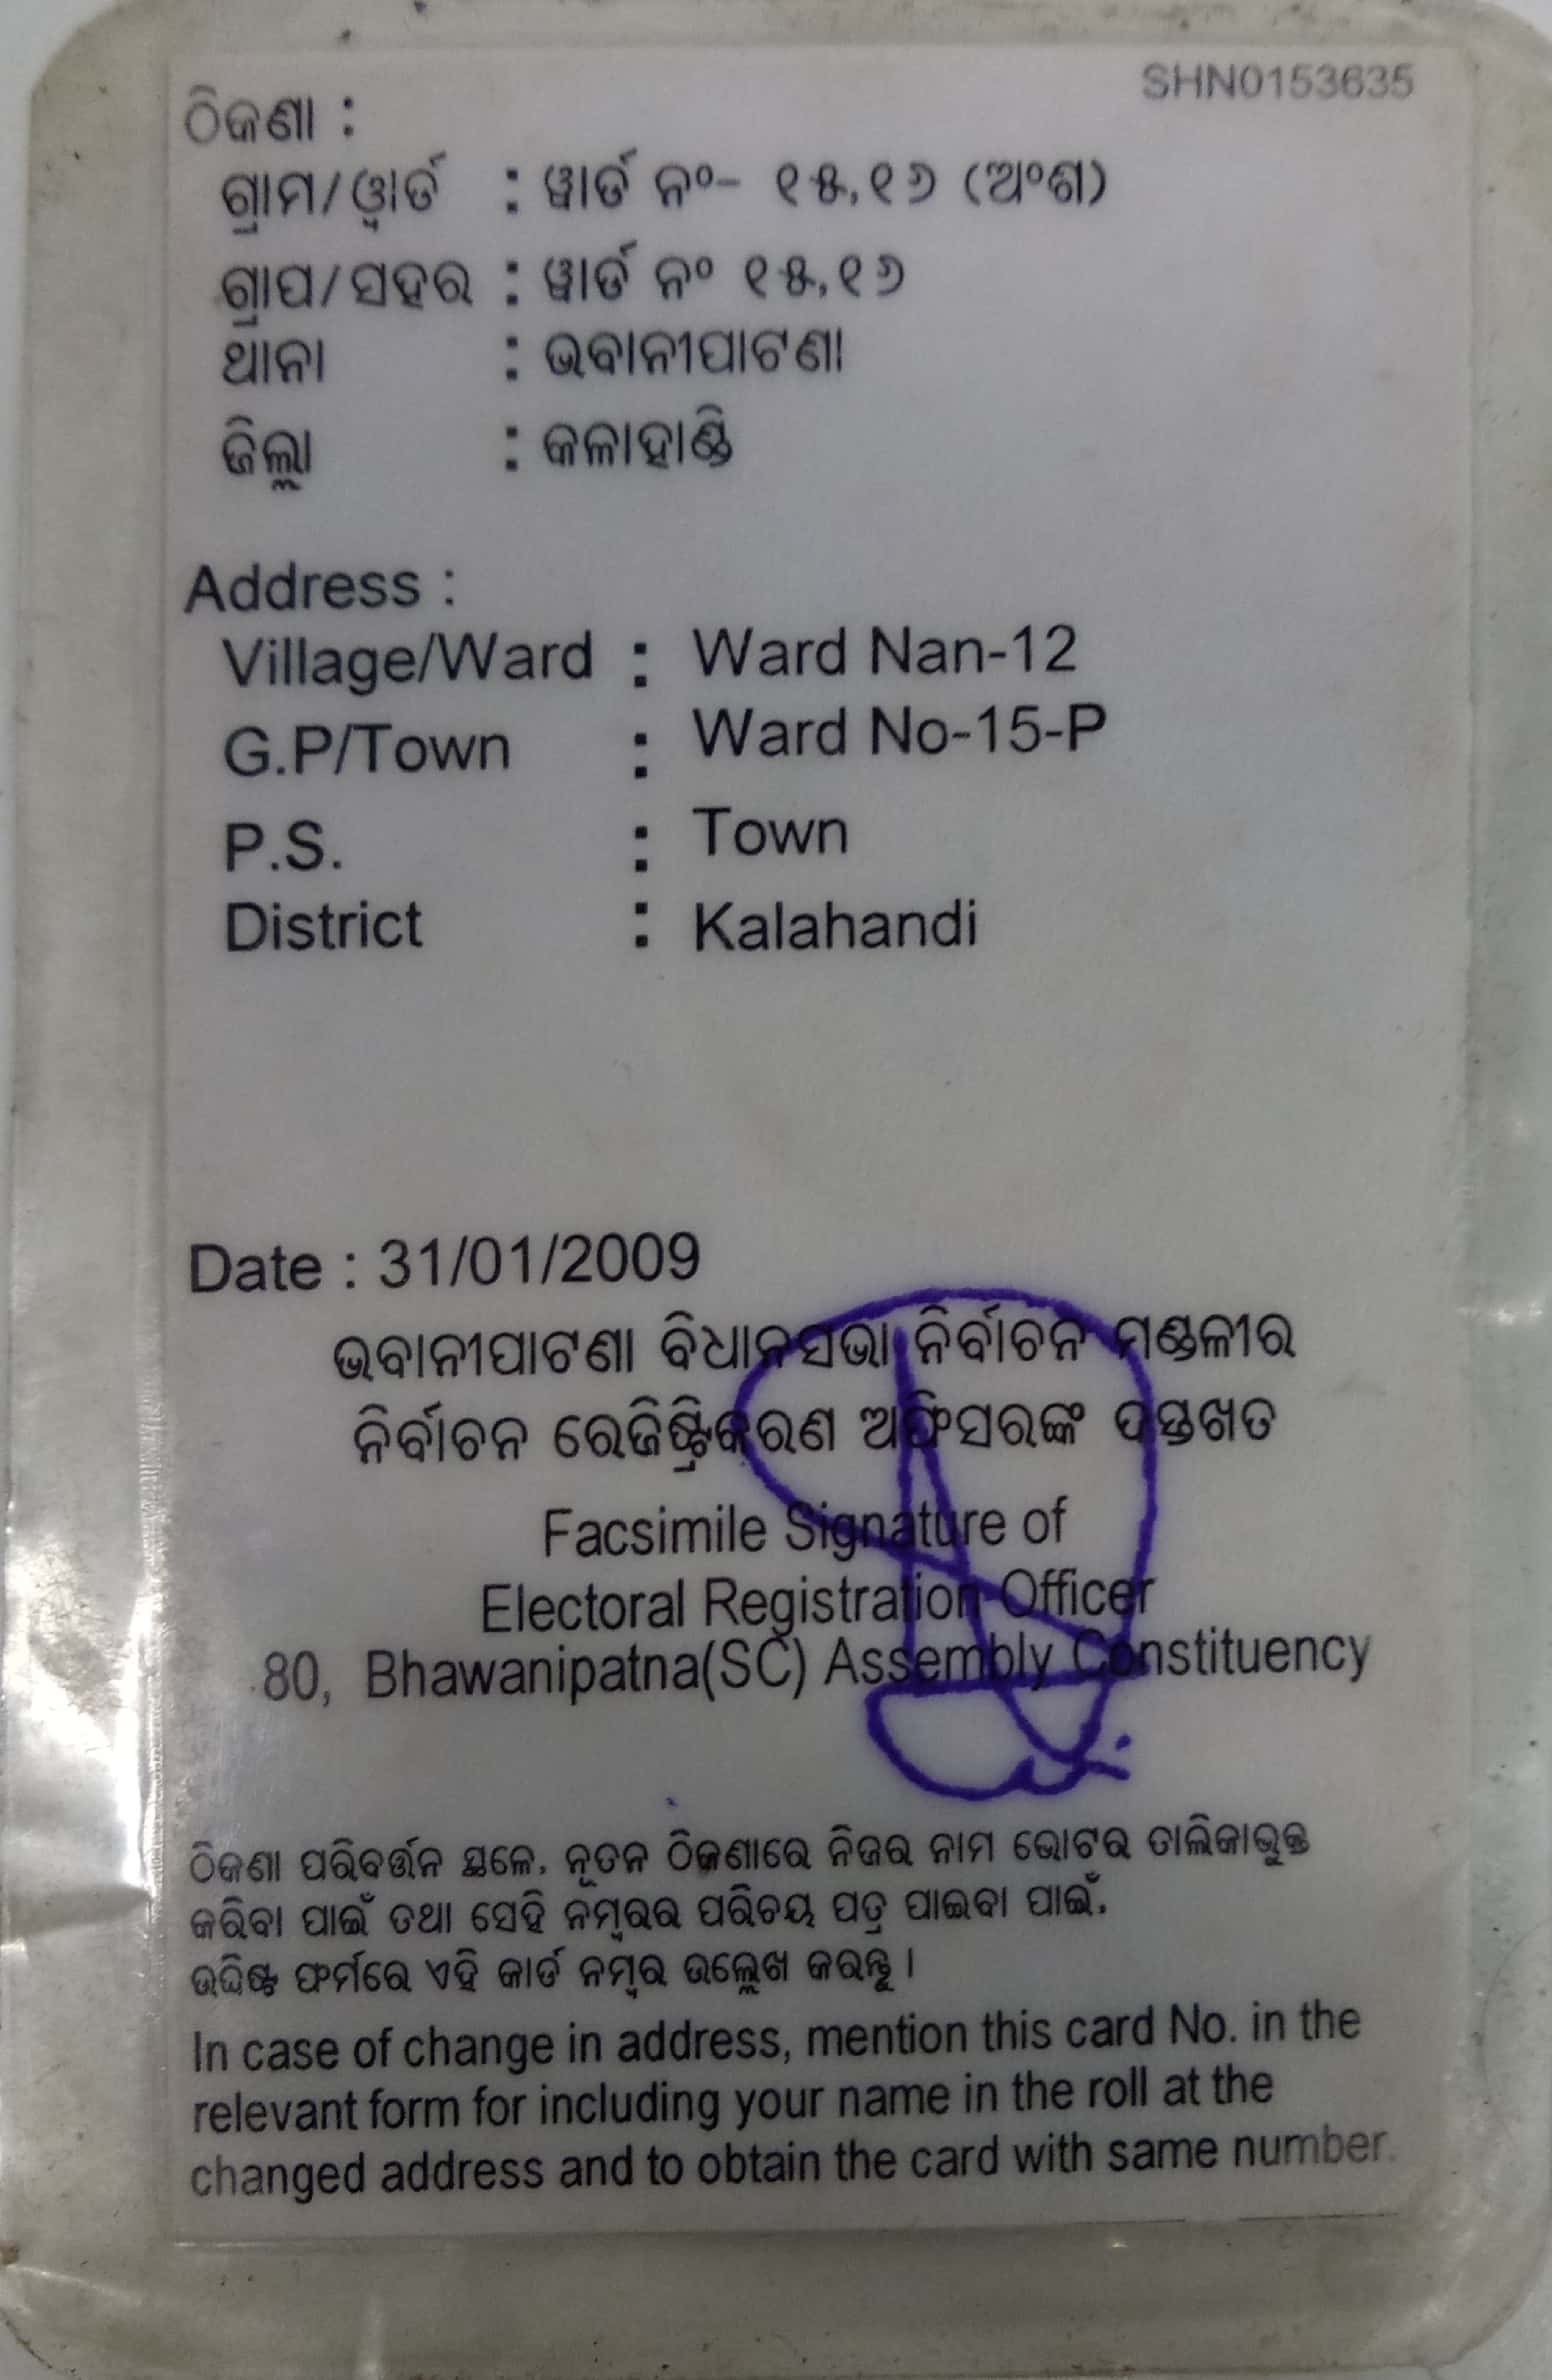 SHN0153635
ଠିକଣା :
ଗ୍ରାମ/ୱାର୍ଡ : ୱାର୍ଡ ନଂ- ୧୫,୧୬ (ଅଂଶ)
ଗ୍ରାପ/ସହର : ୱାର୍ଡ ନଂ ୧୫,୧୬
ଥାନା : ଭବାନୀପାଟଣା
ଜିଲ୍ଲା : କଳାହାଣ୍ଡି
Address :
Village/Ward : Ward Nan-12
G.P/Town : Ward No-15-P
P.S. : Town
District : Kalahandi
Date : 31/01/2009
ଭବାନୀପାଟଣା ବିଧାନସଭା ନିର୍ବାଚନ ମଣ୍ଡଳୀର
ନିର୍ବାଚନ ରେଜିଷ୍ଟ୍ରିକରଣ ଅଫିସରଙ୍କ ଦସ୍ତଖତ
Facsimile Signature of
Electoral Registration Officer
80, Bhawanipatna(SC) Assembly Constituency
ଠିକଣା ପରିବର୍ତ୍ତନ ସ୍ଥଳେ, ନୂତନ ଠିକଣାରେ ନିଜର ନାମ ଭୋଟର ତାଲିକାଭୁକ୍ତ
କରିବା ପାଇଁ ତଥା ସେହି ନମ୍ବରର ପରିଚୟ ପତ୍ର ପାଇବା ପାଇଁ,
ଉଦ୍ଦିଷ୍ଟ ଫର୍ମରେ ଏହି କାର୍ଡ ନମ୍ବର ଉଲ୍ଲେଖ କରନ୍ତୁ ।
In case of change in address, mention this card No. in the
relevant form for including your name in the roll at the
changed address and to obtain the card with same number.